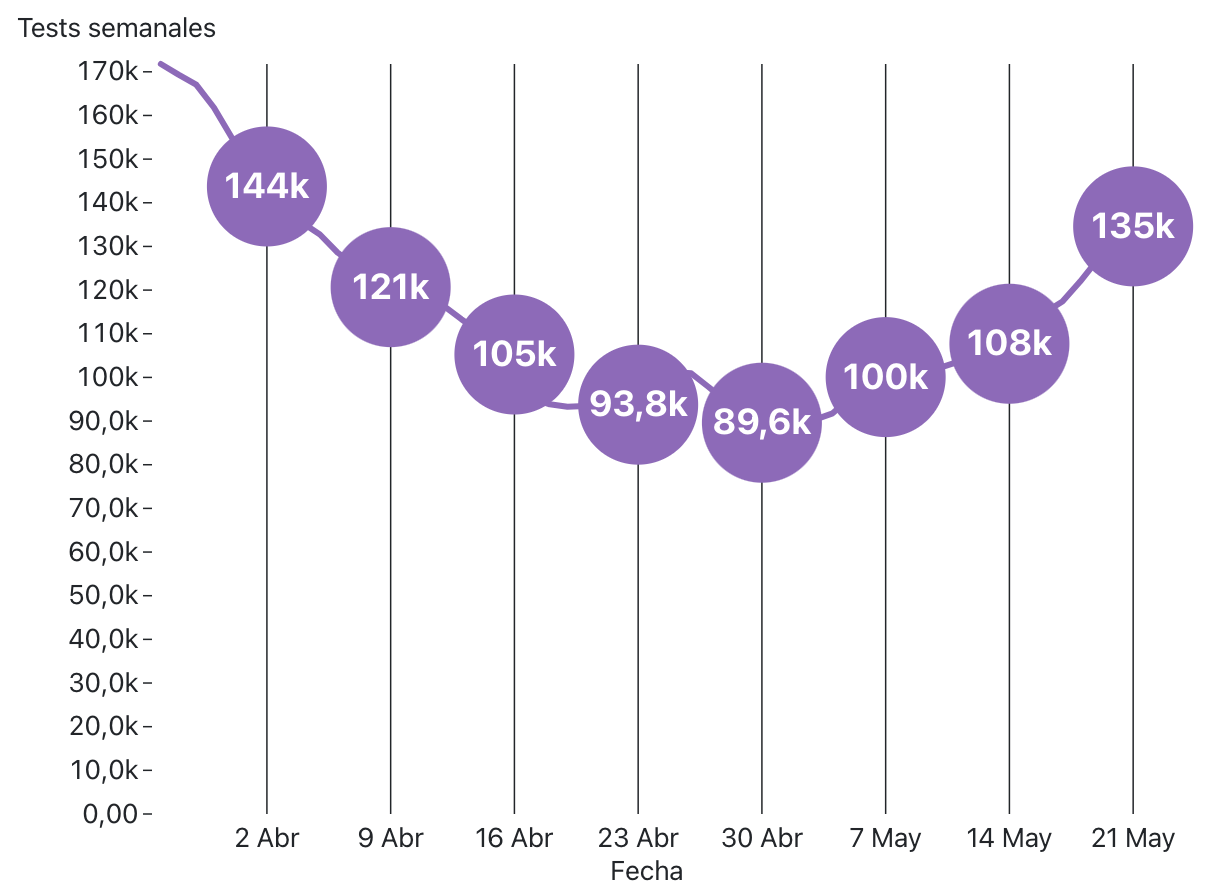 Tests semanales
170k
160k
150k
140k
130k
120k
110k
100k
90,0k
80,0k
70,0k
60,0k
50,0k
40,0k
30,0k
20,0k
10,0k
0,00
144k
121k
105k
93,8k
89,6k
100k
108k
135k
2 Abr 9 Abr 16 Abr 23 Abr 30 Abr 7 May 14 May 21 May
Fecha